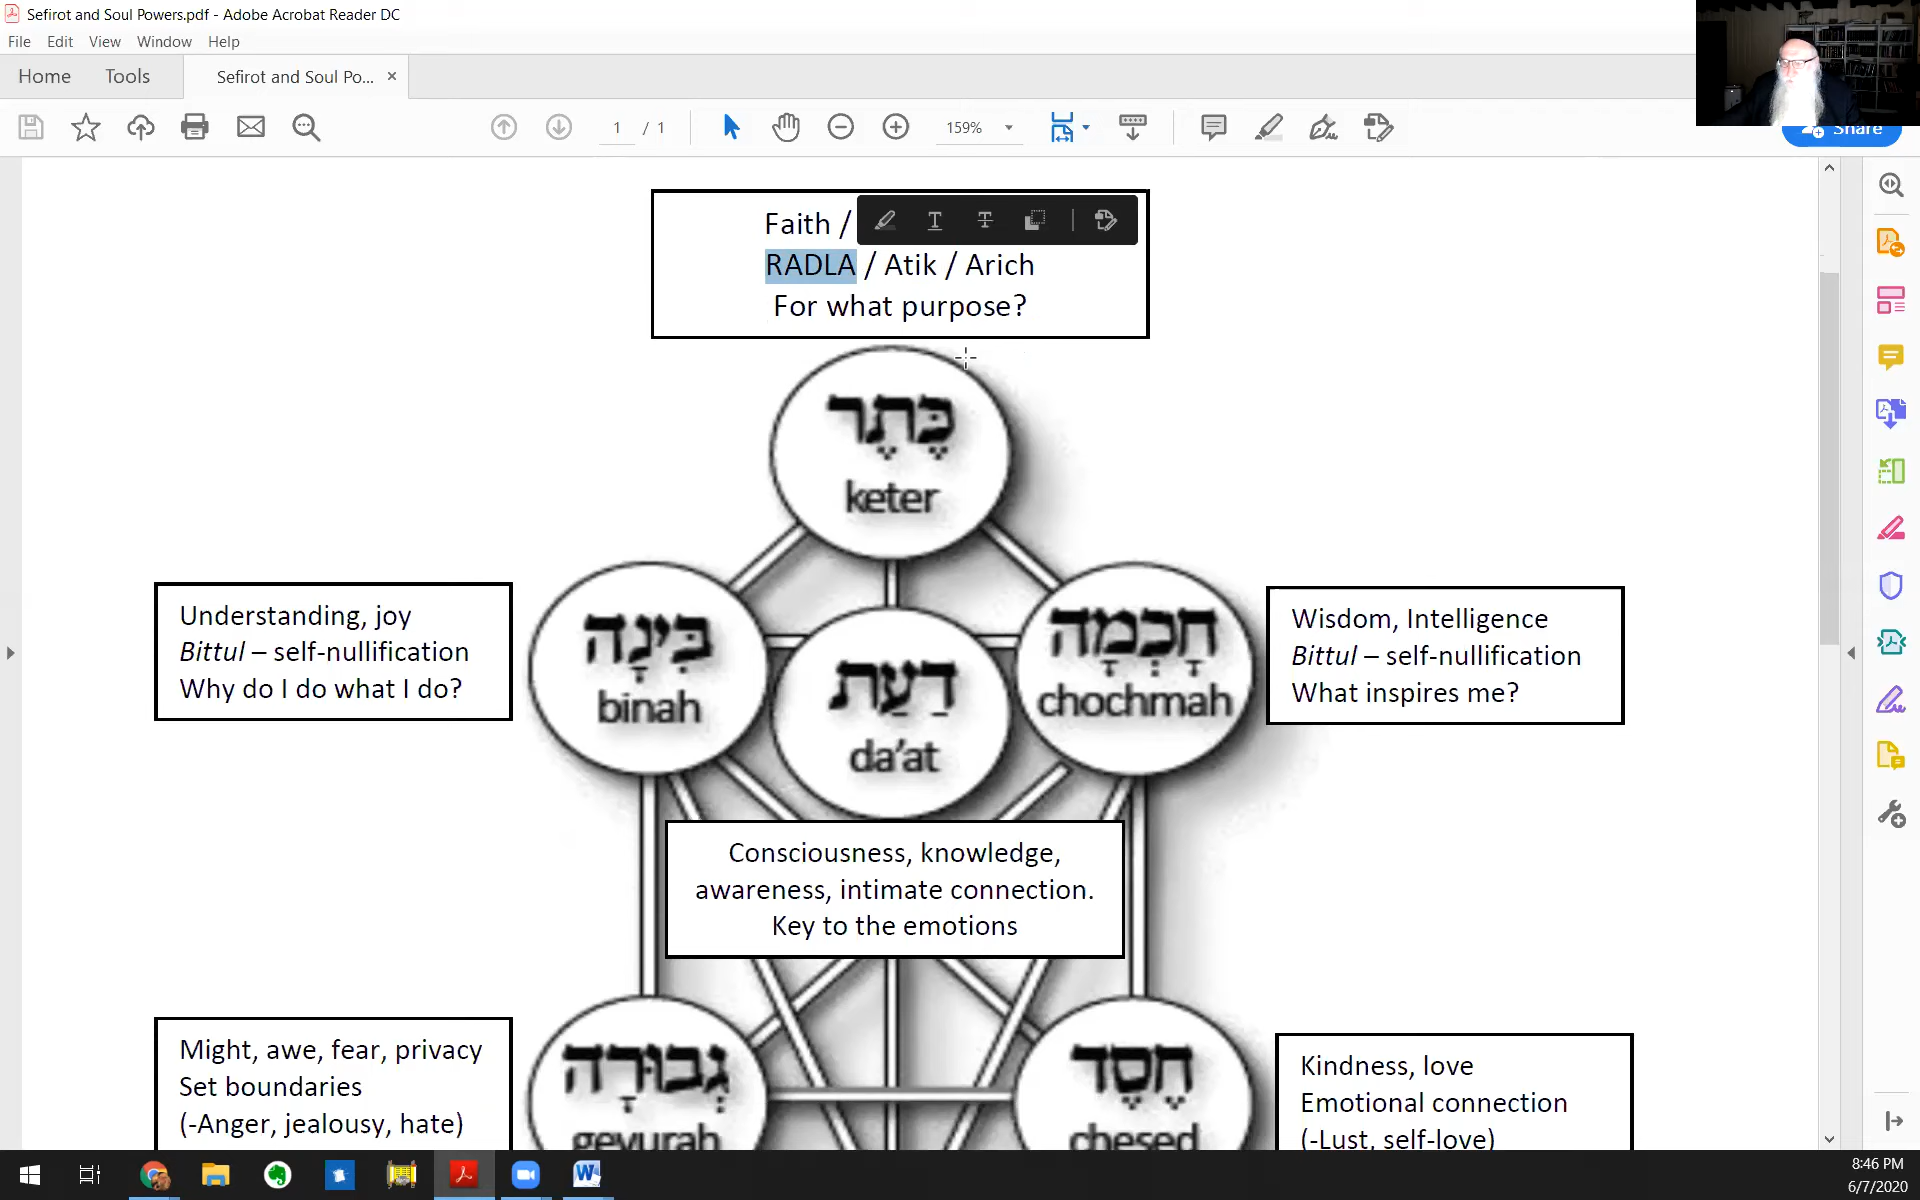 Sefirot and Soul Powers.pdf - Adobe Acrobat Reader DC
File Edit View Window Help
Home Tools Sefirot and Soul Po... ×
1 / 1 159%
Share
Faith /
RADLA / Atik / Arich
For what purpose?
כֶּתֶר
keter
Understanding, joy
Bittul – self-nullification
Why do I do what I do?
בִּינָה
binah
דַעַת
da’at
חָכְמָה
chochmah
Wisdom, Intelligence
Bittul – self-nullification
What inspires me?
Consciousness, knowledge,
awareness, intimate connection.
Key to the emotions
Might, awe, fear, privacy
Set boundaries
(-Anger, jealousy, hate)
גְבוּרָה
gevurah
חֶסֶד
chesed
Kindness, love
Emotional connection
(-Lust, self-love)
8:46 PM
6/7/2020